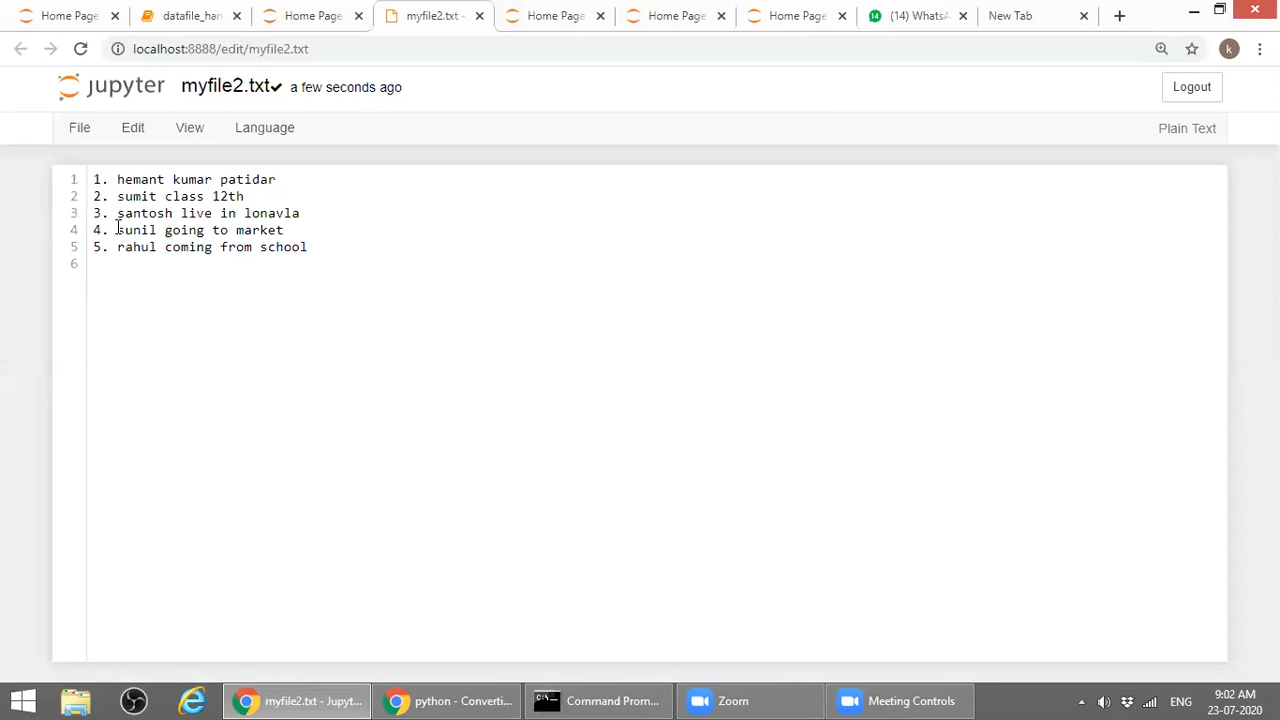 Home Page
datafile_han
Home Page
myfile2.txt -
Home Page
Home Page
Home Page
(14) WhatsA
New Tab
localhost:8888/edit/myfile2.txt
k
jupyter myfile2.txt a few seconds ago
Logout
File Edit View Language
Plain Text
1 1. hemant kumar patidar
2 2. sumit class 12th
3 3. santosh live in lonavla
4 4. sunil going to market
5 5. rahul coming from school
6
myfile2.txt - Jupyt...
python - Converti...
Command Prom...
Zoom
Meeting Controls
ENG
9:02 AM
23-07-2020